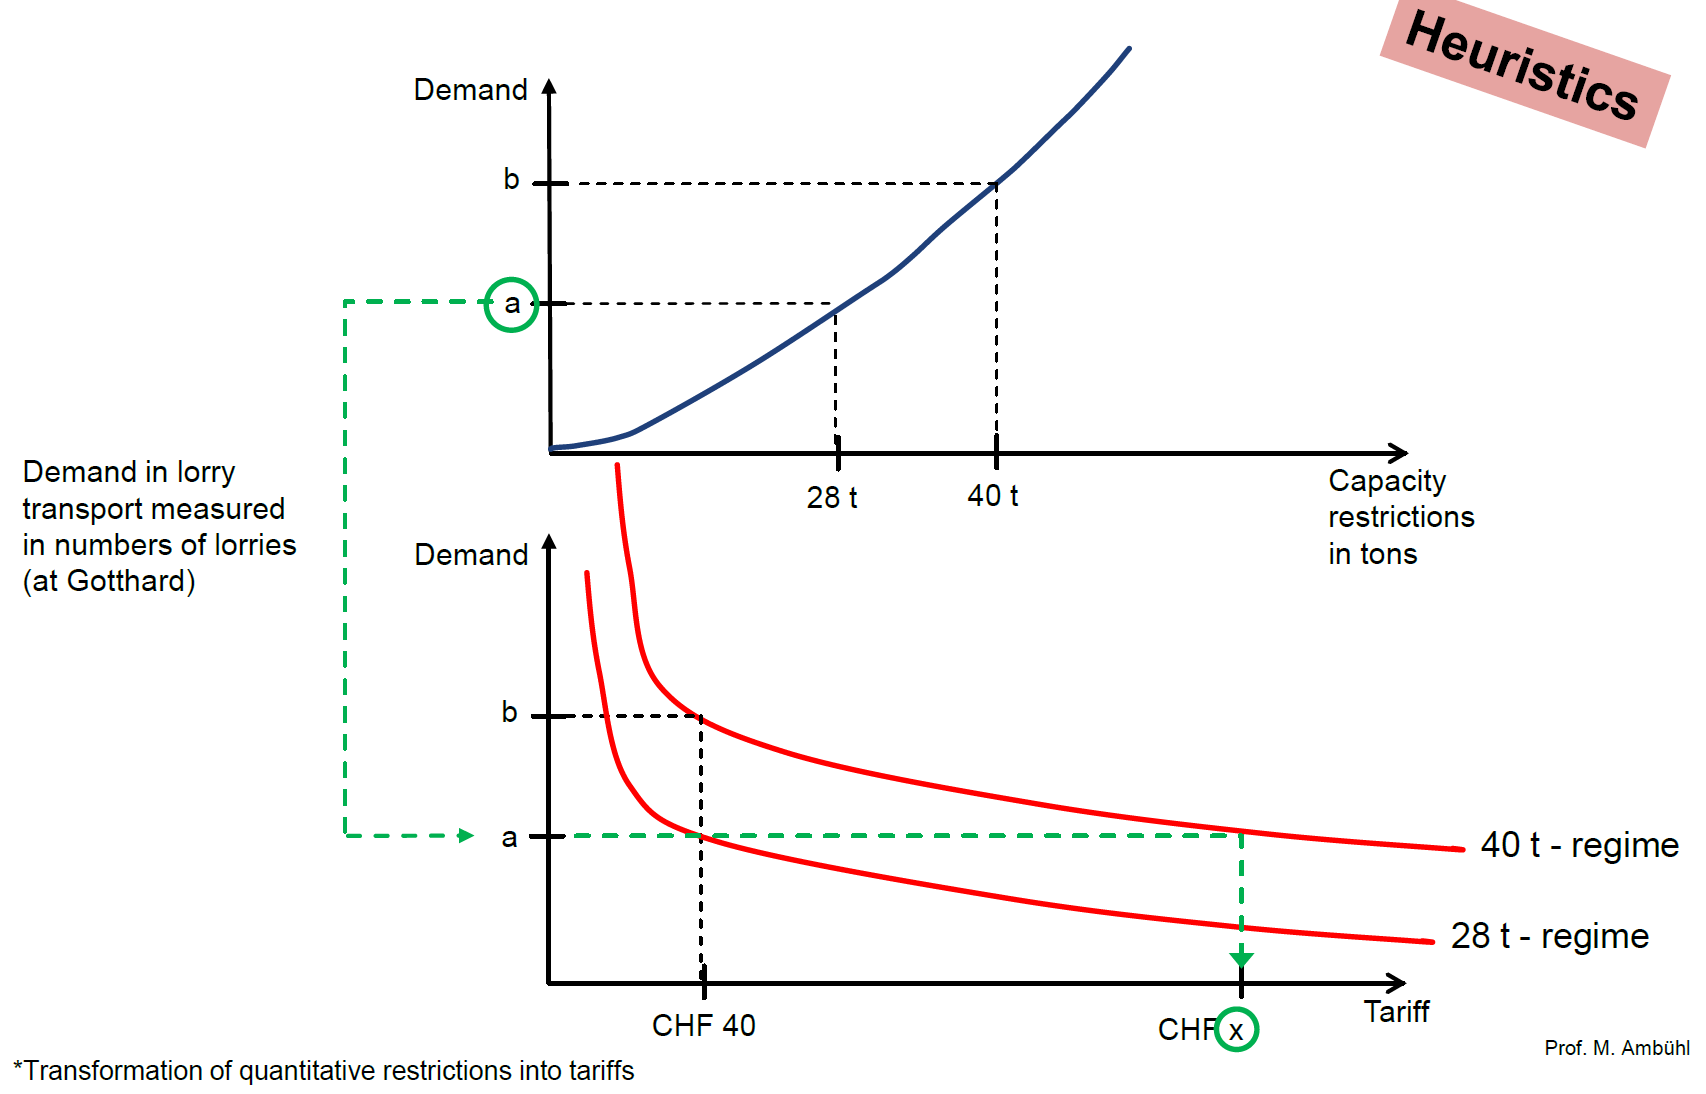 Heuristics
Demand
b
a
28 t
40 t
Capacity
restrictions
in tons
Demand in lorry
transport measured
in numbers of lorries
(at Gotthard)
Demand
b
a
40 t - regime
28 t - regime
CHF 40
CHF x
Tariff
Prof. M. Ambühl
*Transformation of quantitative restrictions into tariffs